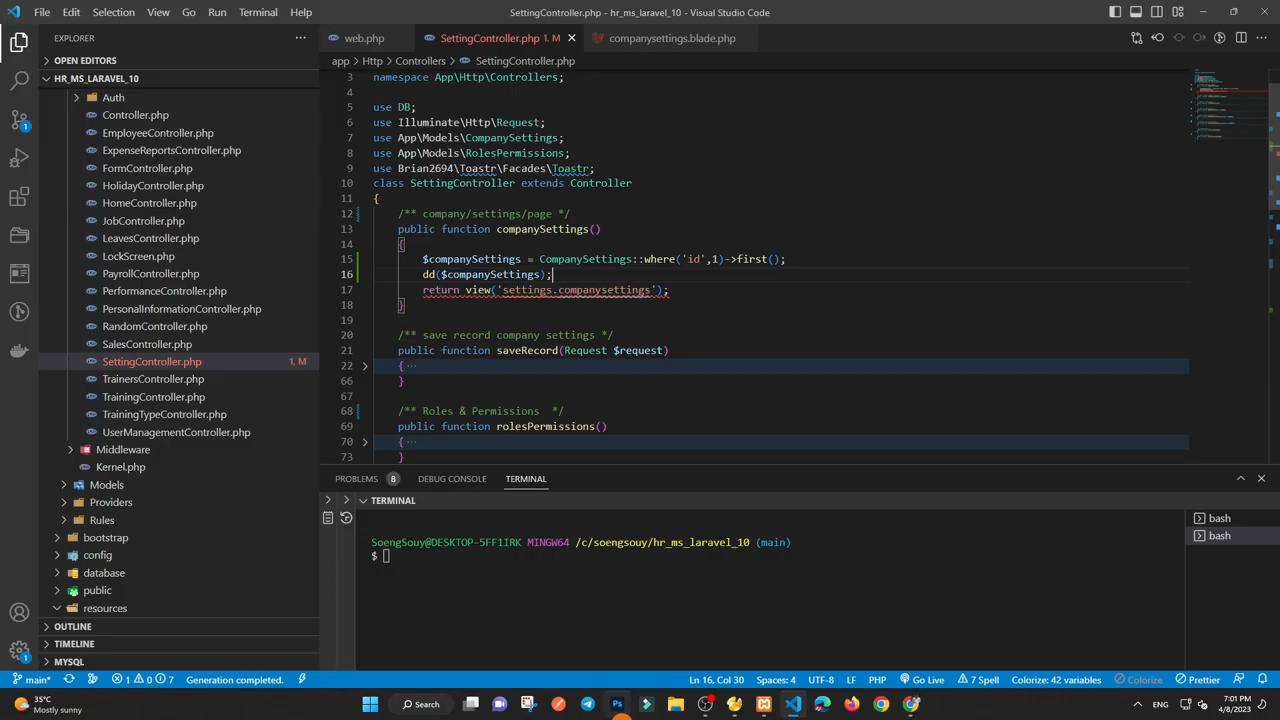 File Edit Selection View Go Run Terminal Help
SettingController.php - hr_ms_laravel_10 - Visual Studio Code
EXPLORER
OPEN EDITORS
HR_MS_LARAVEL_10
Auth
Controller.php
EmployeeController.php
ExpenseReportsController.php
FormController.php
HolidayController.php
HomeController.php
JobController.php
LeavesController.php
LockScreen.php
PayrollController.php
PerformanceController.php
PersonalInformationController.php
RandomController.php
SalesController.php
SettingController.php 1, M
TrainersController.php
TrainingController.php
TrainingTypeController.php
UserManagementController.php
Middleware
Kernel.php
Models
Providers
Rules
bootstrap
config
database
public
resources
OUTLINE
TIMELINE
MYSQL
web.php
SettingController.php 1, M
companysettings.blade.php
app > Http > Controllers > SettingController.php
3 namespace App\Http\Controllers;
4
5 use DB;
6 use Illuminate\Http\Request;
7 use App\Models\CompanySettings;
8 use App\Models\RolesPermissions;
9 use Brian2694\Toastr\Facades\Toastr;
10 class SettingController extends Controller
11 {
12 /** company/settings/page */
13 public function companySettings()
14 {
15 $companySettings = CompanySettings::where('id',1)->first();
16 dd($companySettings);
17 return view('settings.companysettings');
18 }
19
20 /** save record company settings */
21 public function saveRecord(Request $request)
22 { ...
66 }
67
68 /** Roles & Permissions */
69 public function rolesPermissions()
70 { ...
73 }
PROBLEMS 8 DEBUG CONSOLE TERMINAL
TERMINAL
SoengSouy@DESKTOP-5FF1IRK MINGW64 /c/soengsouy/hr_ms_laravel_10 (main)
$
bash
bash
main* 1 0 7 Generation completed.
Ln 16, Col 30 Spaces: 4 UTF-8 LF PHP Go Live 7 Spell Colorize: 42 variables Colorize Prettier
35°C
Mostly sunny
Search
ENG
7:01 PM
4/8/2023